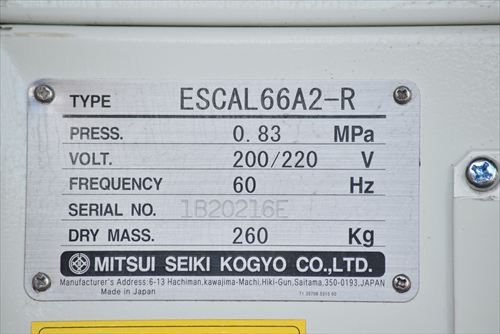 TYPE ESCAL66A2-R
PRESS. 0.83 MPa
VOLT. 200/220 V
FREQUENCY 60 Hz
SERIAL NO. 1B20216E
DRY MASS. 260 Kg
MITSUI SEIKI KOGYO CO.,LTD.
Manufacturer's Address:6-13 Hachiman,kawajima-Machi,Hiki-Gun,Saitama,350-0193,JAPAN
Made in Japan